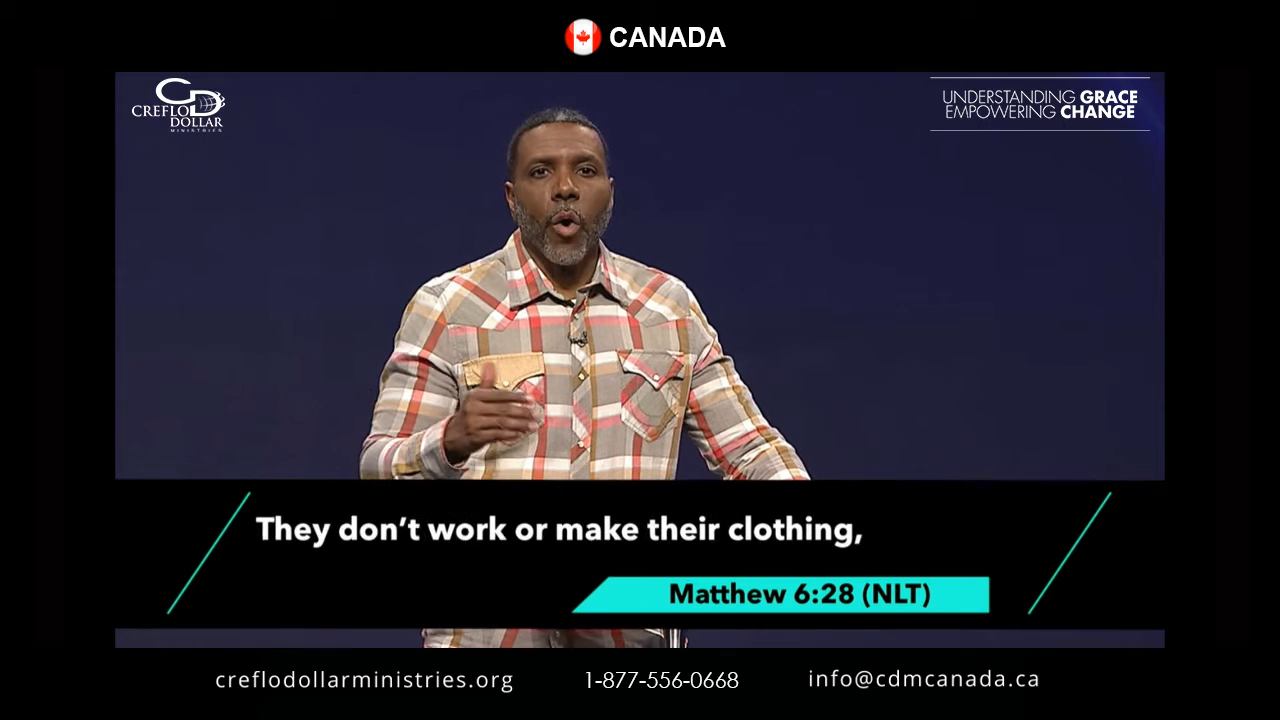 CANADA
CREFLO
DOLLAR
MINISTRIES
UNDERSTANDING GRACE
EMPOWERING CHANGE
They don’t work or make their clothing,
Matthew 6:28 (NLT)
creflodollarministries.org
1-877-556-0668
info@cdmcanada.ca